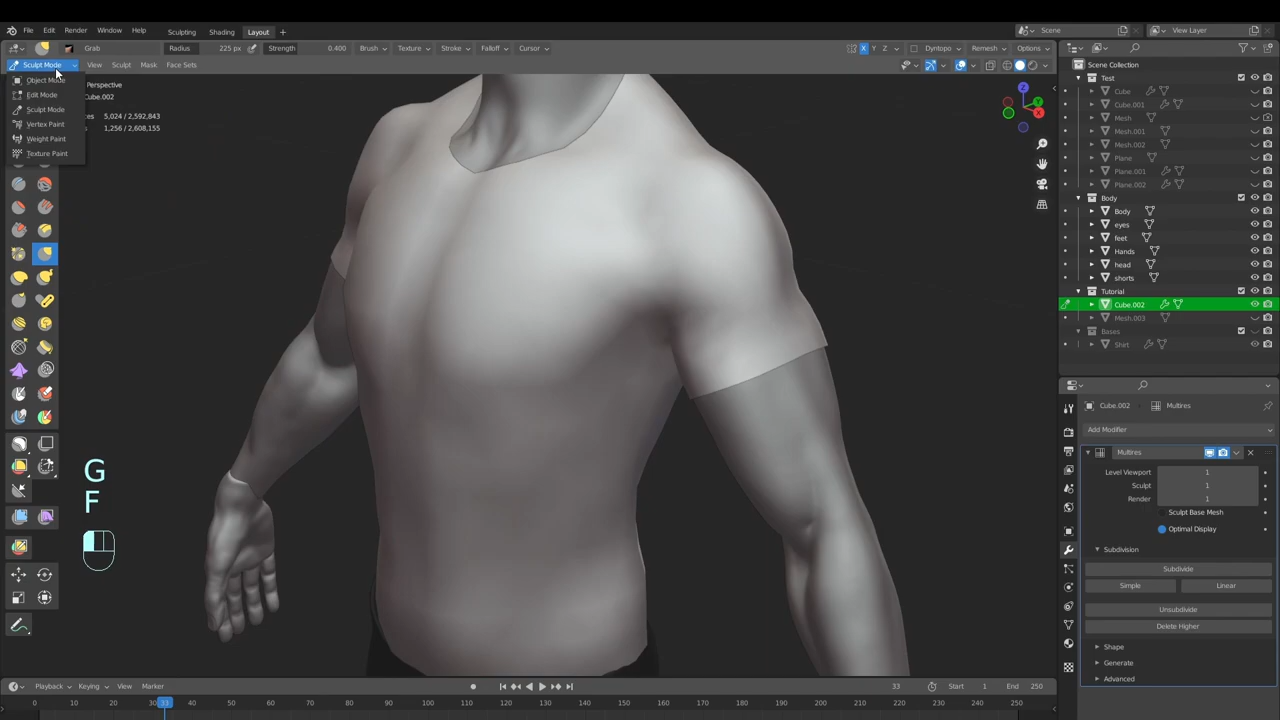 File Edit Render Window Help Sculpting Shading Layout Scene View Layer
Grab Radius 225 px Strength 0.400 Brush Texture Stroke Falloff Cursor X Y Z Dyntopo Remesh Options
Sculpt Mode View Sculpt Mask Face Sets
Object Mode
Edit Mode
Sculpt Mode
Vertex Paint
Weight Paint
Texture Paint
Perspective
Cube.002
aces 5,024 / 2,592,843
s 1,256 / 2,608,155
Z
Y
X
G
F
Scene Collection
Test
Cube
Cube.001
Mesh
Mesh.001
Mesh.002
Plane
Plane.001
Plane.002
Body
Body
eyes
feet
Hands
head
shorts
Tutorial
Cube.002
Mesh.003
Bases
Shirt
Cube.002 Multires
Add Modifier
Multires
Level Viewport 1
Sculpt 1
Render 1
Sculpt Base Mesh
Optimal Display
Subdivision
Subdivide
Simple Linear
Unsubdivide
Delete Higher
Shape
Generate
Advanced
Playback Keying View Marker 33 Start 1 End 250
0 10 20 33 40 50 60 70 80 90 100 110 120 130 140 150 160 170 180 190 200 210 220 230 240 250